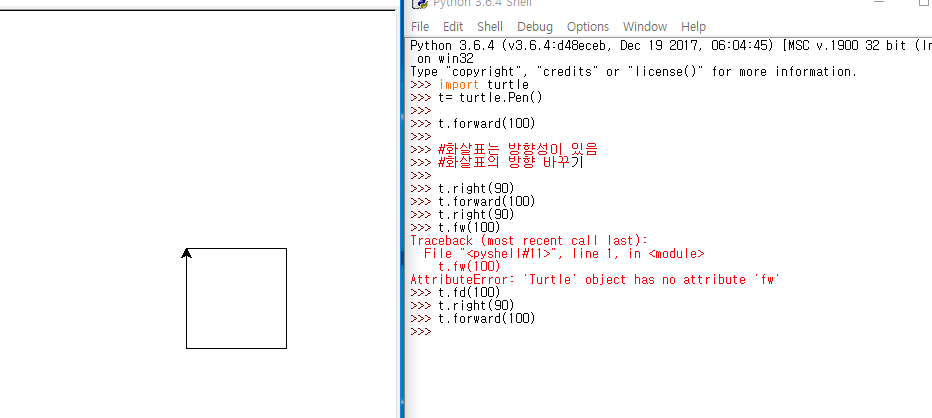 Python 3.6.4 Shell
File Edit Shell Debug Options Window Help
Python 3.6.4 (v3.6.4:d48eceb, Dec 19 2017, 06:04:45) [MSC v.1900 32 bit (In
on win32
Type "copyright", "credits" or "license()" for more information.
>>> import turtle
>>> t= turtle.Pen()
>>>
>>> t.forward(100)
>>>
>>> #화살표는 방향성이 있음
>>> #화살표의 방향 바꾸기
>>>
>>> t.right(90)
>>> t.forward(100)
>>> t.right(90)
>>> t.fw(100)
Traceback (most recent call last):
File "<pyshell#11>", line 1, in <module>
t.fw(100)
AttributeError: 'Turtle' object has no attribute 'fw'
>>> t.fd(100)
>>> t.right(90)
>>> t.forward(100)
>>>